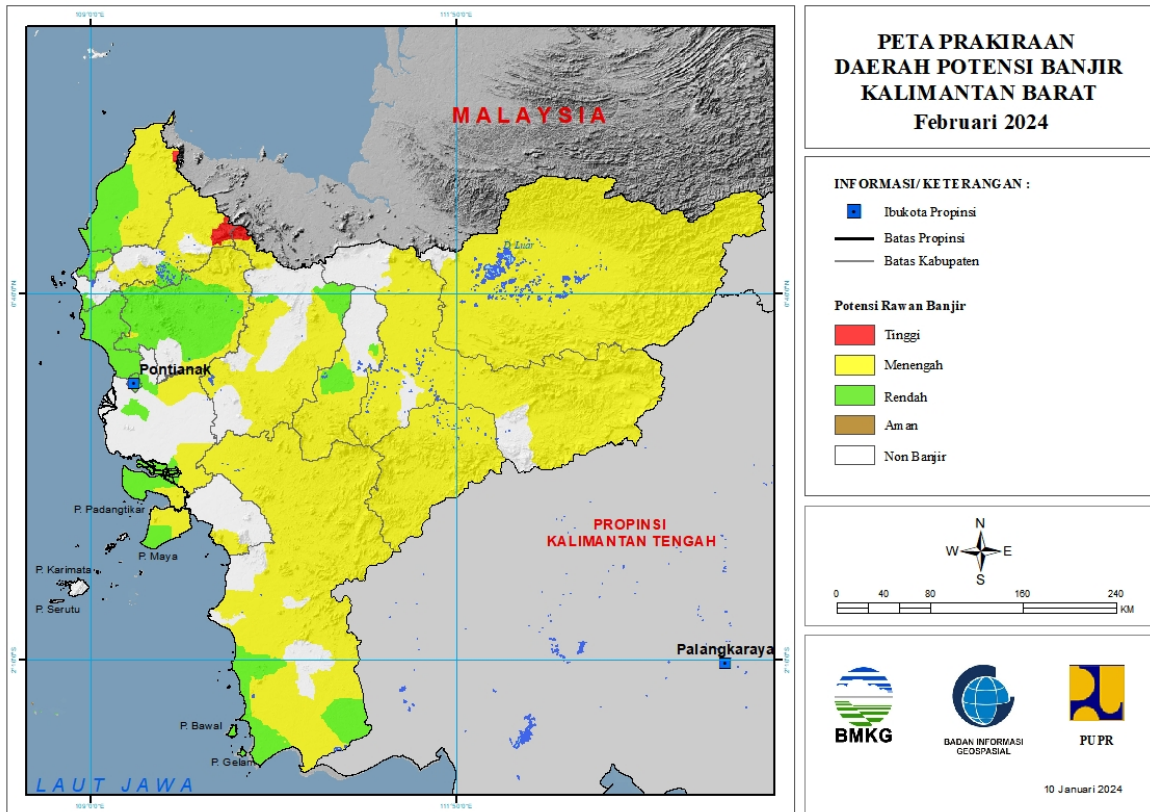 PETA PRAKIRAAN
DAERAH POTENSI BANJIR
KALIMANTAN BARAT
Februari 2024
INFORMASI/KETERANGAN :
Ibukota Propinsi
Batas Propinsi
Batas Kabupaten
Potensi Rawan Banjir
Tinggi
Menengah
Rendah
Aman
Non Banjir
N
W E
S
0 40 80 160 240
KM
BMKG
BADAN INFORMASI
GEOSPASIAL
PUPR
10 Januari 2024
MALAYSIA
D. Luar
Pontianak
P. Padangtikar
P. Maya
P. Karimata
P. Serutu
PROPINSI
KALIMANTAN TENGAH
Palangkaraya
P. Bawal
P. Gelam
LAUT JAWA